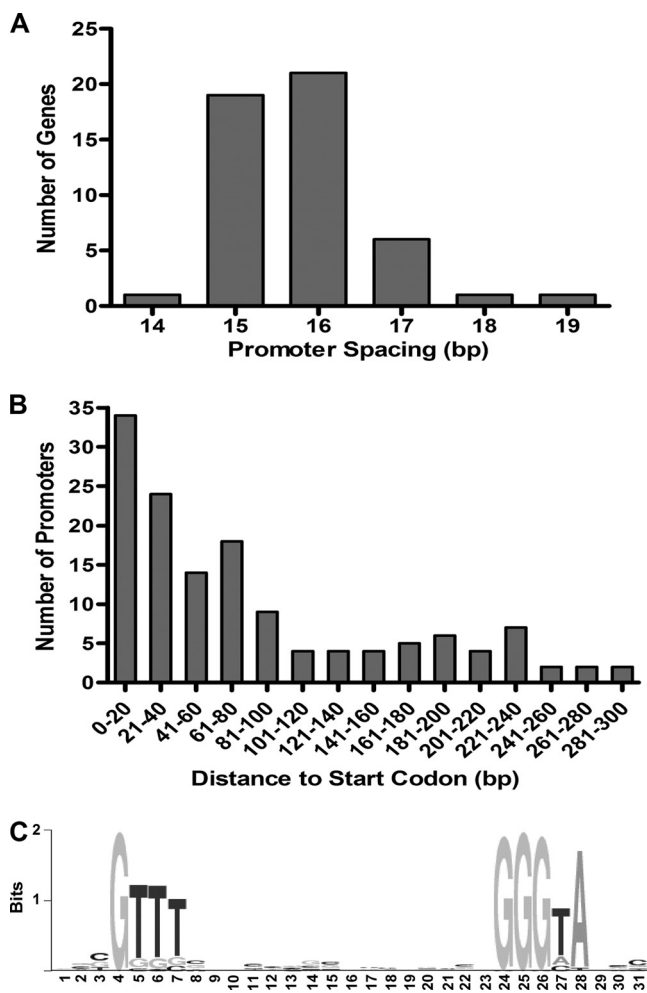 A
Number of Genes
25
20
15
10
5
0
14 15 16 17 18 19
Promoter Spacing (bp)
B
Number of Promoters
35
30
25
20
15
10
5
0
0-20 21-40 41-60 61-80 81-100 101-120 121-140 141-160 161-180 181-200 201-220 221-240 241-260 261-280 281-300
Distance to Start Codon (bp)
C
Bits
2
1
C GTTT GGGTA
G G G G A
C C
1 2 3 4 5 6 7 8 9 10 11 12 13 14 15 16 17 18 19 20 21 22 23 24 25 26 27 28 29 30 31